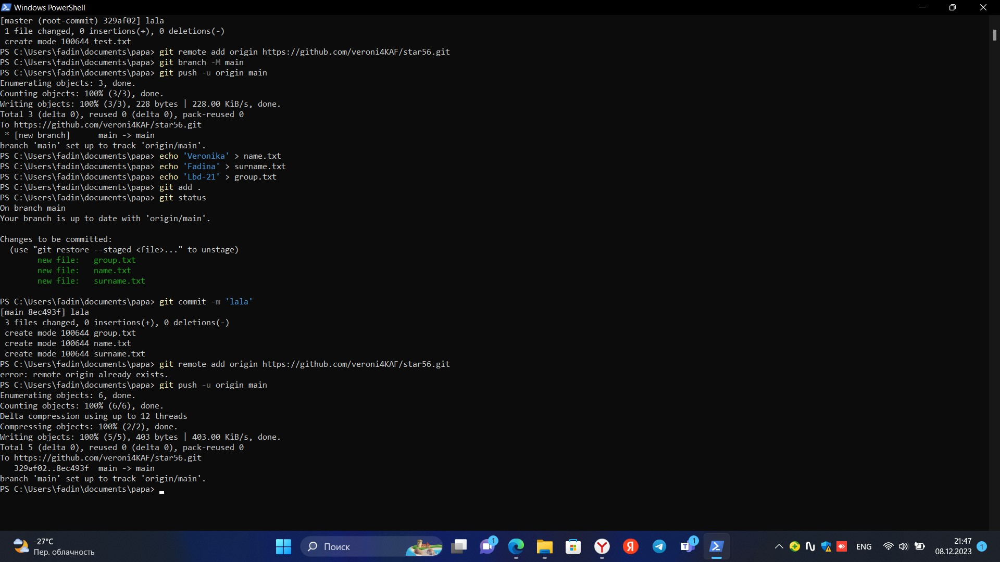 Windows PowerShell
[master (root-commit) 329af02] lala
 1 file changed, 0 insertions(+), 0 deletions(-)
 create mode 100644 test.txt
PS C:\Users\fadin\documents\papa> git remote add origin https://github.com/veroni4KAF/star56.git
PS C:\Users\fadin\documents\papa> git branch -M main
PS C:\Users\fadin\documents\papa> git push -u origin main
Enumerating objects: 3, done.
Counting objects: 100% (3/3), done.
Writing objects: 100% (3/3), 228 bytes | 228.00 KiB/s, done.
Total 3 (delta 0), reused 0 (delta 0), pack-reused 0
To https://github.com/veroni4KAF/star56.git
 * [new branch]      main -> main
branch 'main' set up to track 'origin/main'.
PS C:\Users\fadin\documents\papa> echo 'Veronika' > name.txt
PS C:\Users\fadin\documents\papa> echo 'Fadina' > surname.txt
PS C:\Users\fadin\documents\papa> echo 'Lbd-21' > group.txt
PS C:\Users\fadin\documents\papa> git add .
PS C:\Users\fadin\documents\papa> git status
On branch main
Your branch is up to date with 'origin/main'.
Changes to be committed:
  (use "git restore --staged <file>..." to unstage)
        new file:   group.txt
        new file:   name.txt
        new file:   surname.txt
PS C:\Users\fadin\documents\papa> git commit -m 'lala'
[main 8ec493f] lala
 3 files changed, 0 insertions(+), 0 deletions(-)
 create mode 100644 group.txt
 create mode 100644 name.txt
 create mode 100644 surname.txt
PS C:\Users\fadin\documents\papa> git remote add origin https://github.com/veroni4KAF/star56.git
error: remote origin already exists.
PS C:\Users\fadin\documents\papa> git push -u origin main
Enumerating objects: 6, done.
Counting objects: 100% (6/6), done.
Delta compression using up to 12 threads
Compressing objects: 100% (2/2), done.
Writing objects: 100% (5/5), 403 bytes | 403.00 KiB/s, done.
Total 5 (delta 0), reused 0 (delta 0), pack-reused 0
To https://github.com/veroni4KAF/star56.git
   329af02..8ec493f  main -> main
branch 'main' set up to track 'origin/main'.
PS C:\Users\fadin\documents\papa>
-27°C
Пер. облачность
Поиск
1
1
ENG
21:47
08.12.2023
1